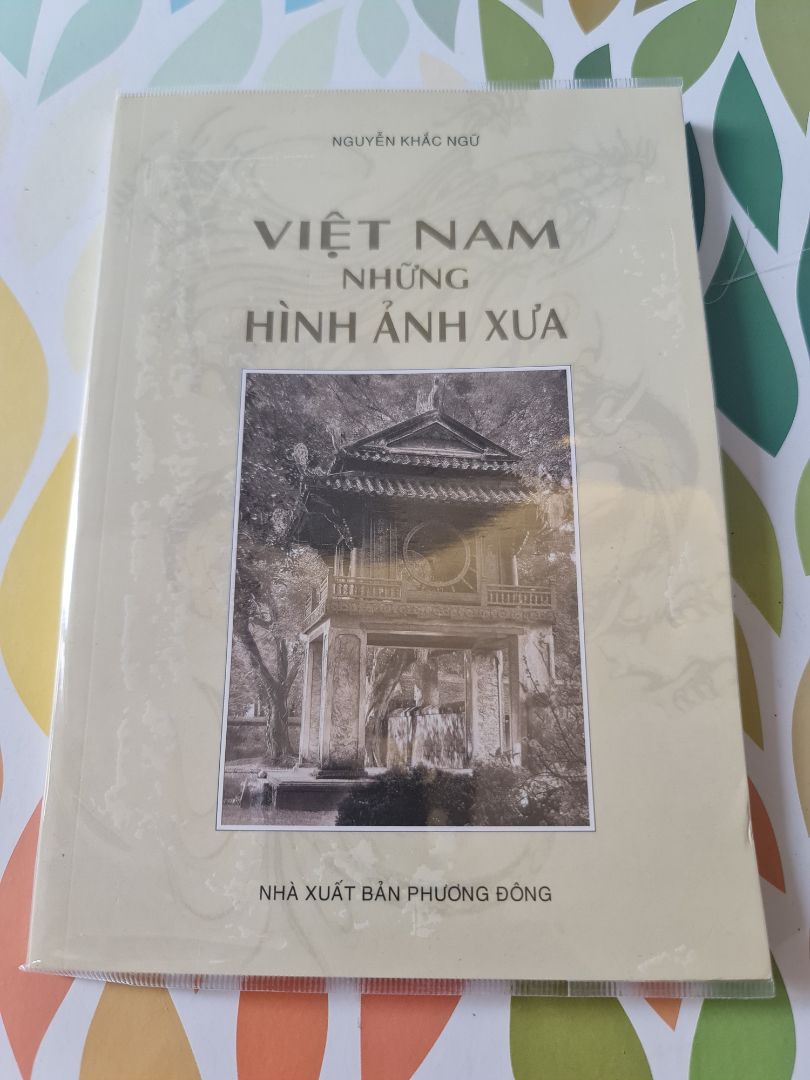 NGUYỄN KHẮC NGỮ
VIỆT NAM
NHỮNG
HÌNH ẢNH XƯA
NHÀ XUẤT BẢN PHƯƠNG ĐÔNG